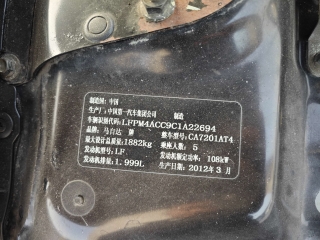 制造国：中国
生产厂：中国第一汽车集团公司 制造
车辆识别代码：LFPM4ACC9C1A22694
品牌：马自达 牌 整车型号：CA7201AT4
最大设计总质量：1882kg 乘座人数：5
发动机型号：LF 发动机额定功率：108kW
发动机排量：1.999L 生产日期：2012年3月